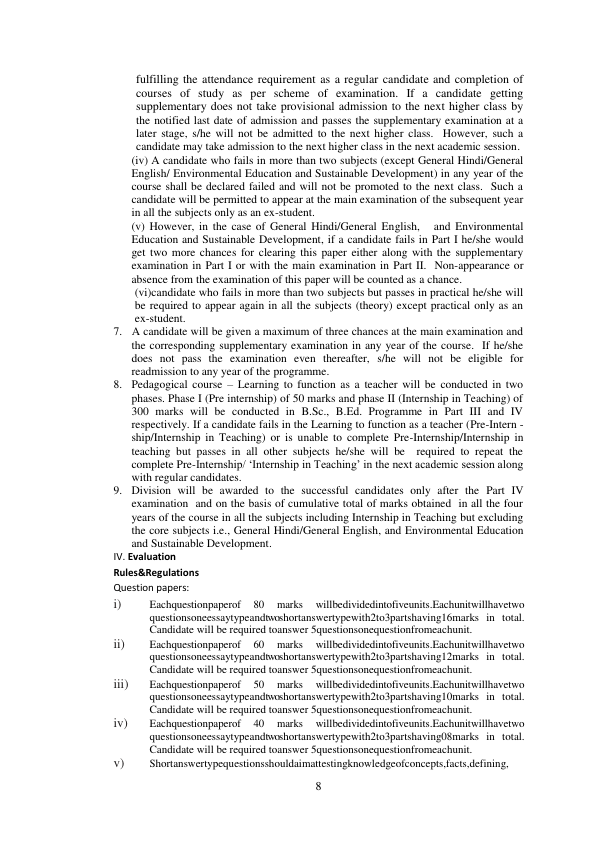 fulfilling the attendance requirement as a regular candidate and completion of
courses of study as per scheme of examination. If a candidate getting
supplementary does not take provisional admission to the next higher class by
the notified last date of admission and passes the supplementary examination at a
later stage, s/he will not be admitted to the next higher class. However, such a
candidate may take admission to the next higher class in the next academic session.
(iv) A candidate who fails in more than two subjects (except General Hindi/General
English/ Environmental Education and Sustainable Development) in any year of the
course shall be declared failed and will not be promoted to the next class. Such a
candidate will be permitted to appear at the main examination of the subsequent year
in all the subjects only as an ex-student.
(v) However, in the case of General Hindi/General English, and Environmental
Education and Sustainable Development, if a candidate fails in Part I he/she would
get two more chances for clearing this paper either along with the supplementary
examination in Part I or with the main examination in Part II. Non-appearance or
absence from the examination of this paper will be counted as a chance.
(vi)candidate who fails in more than two subjects but passes in practical he/she will
be required to appear again in all the subjects (theory) except practical only as an
ex-student.
7. A candidate will be given a maximum of three chances at the main examination and
the corresponding supplementary examination in any year of the course. If he/she
does not pass the examination even thereafter, s/he will not be eligible for
readmission to any year of the programme.
8. Pedagogical course – Learning to function as a teacher will be conducted in two
phases. Phase I (Pre internship) of 50 marks and phase II (Internship in Teaching) of
300 marks will be conducted in B.Sc., B.Ed. Programme in Part III and IV
respectively. If a candidate fails in the Learning to function as a teacher (Pre-Intern -
ship/Internship in Teaching) or is unable to complete Pre-Internship/Internship in
teaching but passes in all other subjects he/she will be required to repeat the
complete Pre-Internship/ 'Internship in Teaching' in the next academic session along
with regular candidates.
9. Division will be awarded to the successful candidates only after the Part IV
examination and on the basis of cumulative total of marks obtained in all the four
years of the course in all the subjects including Internship in Teaching but excluding
the core subjects i.e., General Hindi/General English, and Environmental Education
and Sustainable Development.
IV. Evaluation
Rules&Regulations
Question papers:
i) Eachquestionpaperof 80 marks willbedividedintofiveunits.Eachunitwillhavetwo
questionsoneessaytypeandtwoshortanswertypewith2to3partshaving16marks in total.
Candidate will be required toanswer 5questionsonequestionfromeachunit.
ii) Eachquestionpaperof 60 marks willbedividedintofiveunits.Eachunitwillhavetwo
questionsoneessaytypeandtwoshortanswertypewith2to3partshaving12marks in total.
Candidate will be required toanswer 5questionsonequestionfromeachunit.
iii) Eachquestionpaperof 50 marks willbedividedintofiveunits.Eachunitwillhavetwo
questionsoneessaytypeandtwoshortanswertypewith2to3partshaving10marks in total.
Candidate will be required toanswer 5questionsonequestionfromeachunit.
iv) Eachquestionpaperof 40 marks willbedividedintofiveunits.Eachunitwillhavetwo
questionsoneessaytypeandtwoshortanswertypewith2to3partshaving08marks in total.
Candidate will be required toanswer 5questionsonequestionfromeachunit.
v) Shortanswertypequestionsshouldaimattestingknowledgeofconcepts,facts,defining,
8